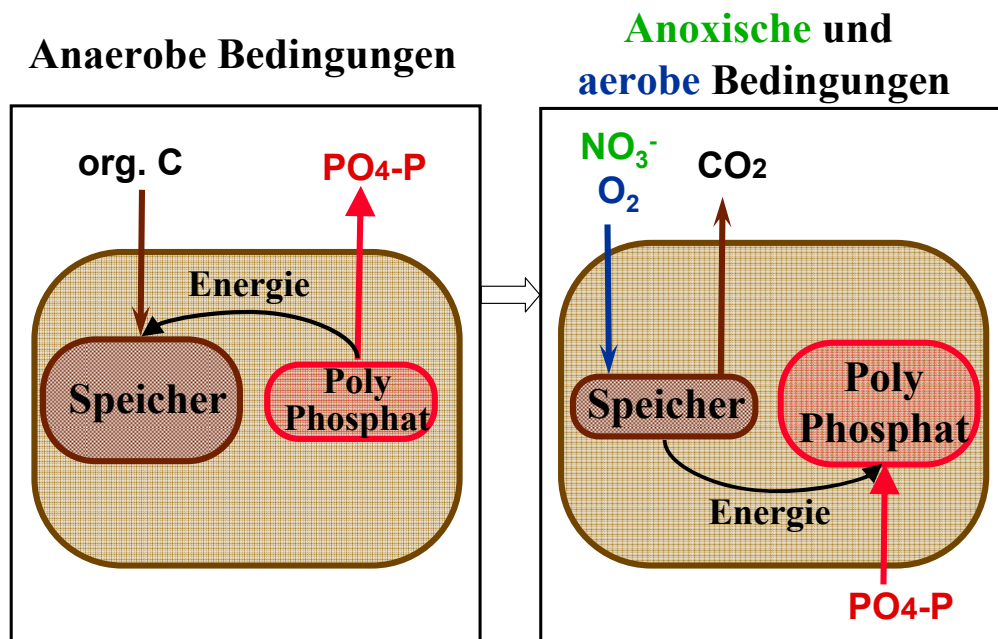 Anaerobe Bedingungen
org. C
PO4-P
Energie
Speicher
Poly
Phosphat
Anoxische und
aerobe Bedingungen
NO₃⁻
O₂
CO2
Speicher
Poly
Phosphat
Energie
PO4-P